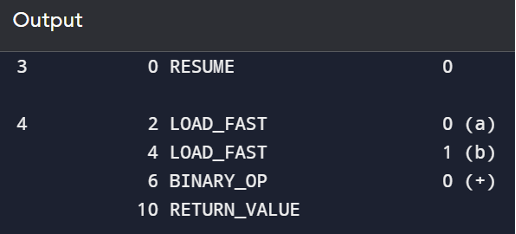 Output
3 0 RESUME 0
4 2 LOAD_FAST 0 (a)
4 LOAD_FAST 1 (b)
6 BINARY_OP 0 (+)
10 RETURN_VALUE